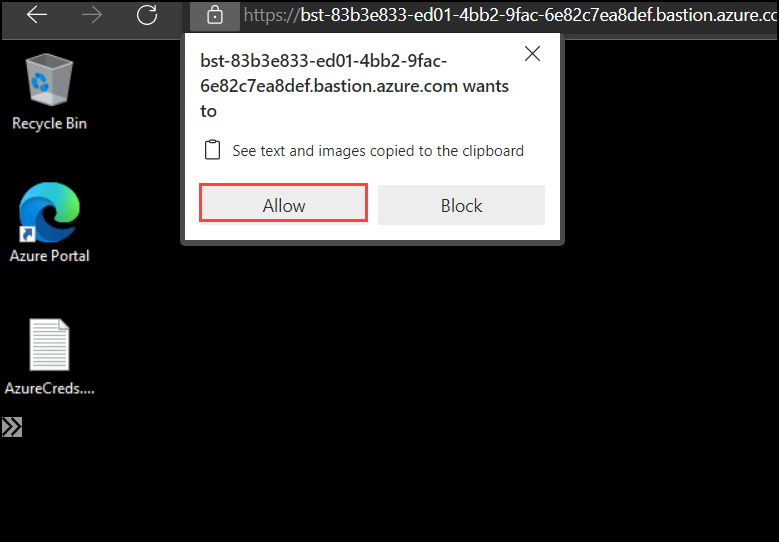 https://bst-83b3e833-ed01-4bb2-9fac-6e82c7ea8def.bastion.azure.co
bst-83b3e833-ed01-4bb2-9fac-
6e82c7ea8def.bastion.azure.com wants
to
See text and images copied to the clipboard
Allow
Block
Recycle Bin
Azure Portal
AzureCreds....